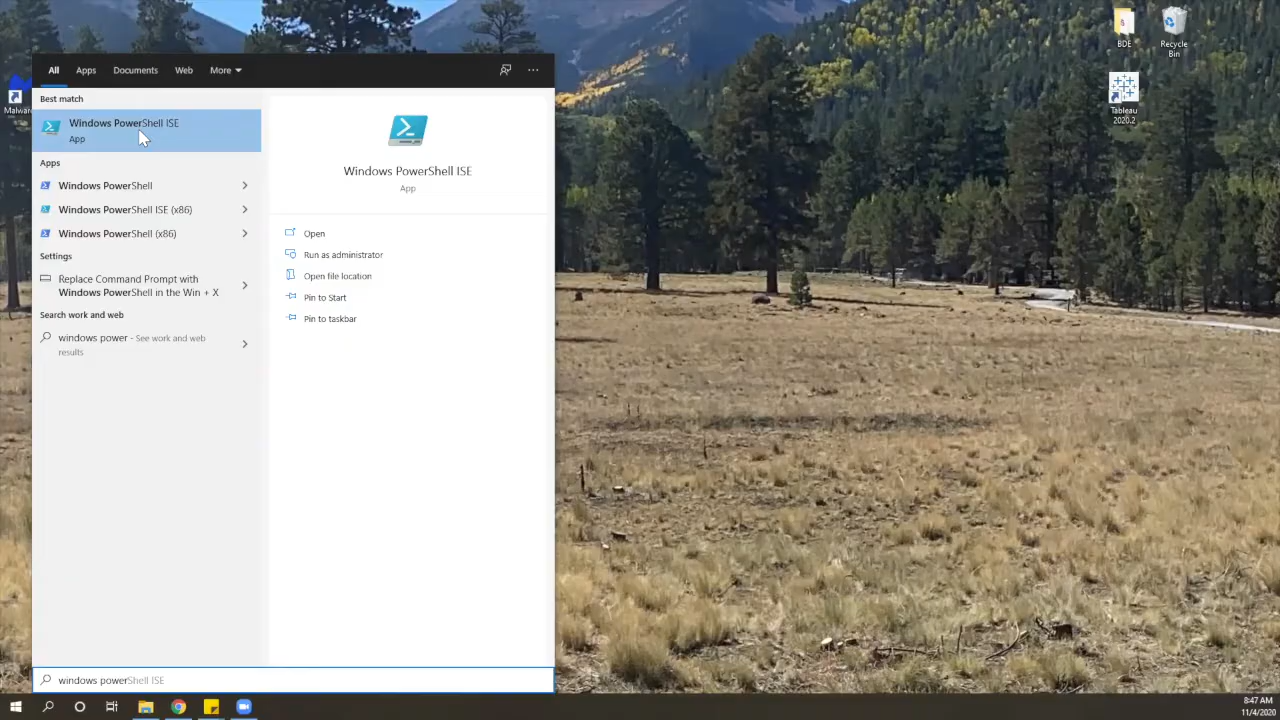 BDE
Recycle
Bin
Malware
Tableau
2020.2
All
Apps
Documents
Web
More
Best match
Windows PowerShell ISE
App
Apps
Windows PowerShell
Windows PowerShell ISE (x86)
Windows PowerShell (x86)
Settings
Replace Command Prompt with
Windows PowerShell in the Win + X
Search work and web
windows power - See work and web
results
Windows PowerShell ISE
App
Open
Run as administrator
Open file location
Pin to Start
Pin to taskbar
windows powerShell ISE
8:47 AM
11/4/2020